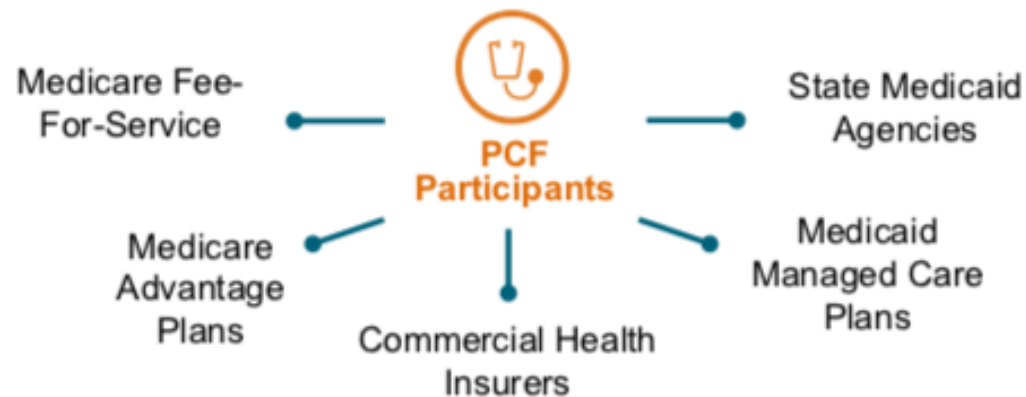 Medicare Fee-
For-Service
PCF
Participants
State Medicaid
Agencies
Medicare
Advantage
Plans
Commercial Health
Insurers
Medicaid
Managed Care
Plans